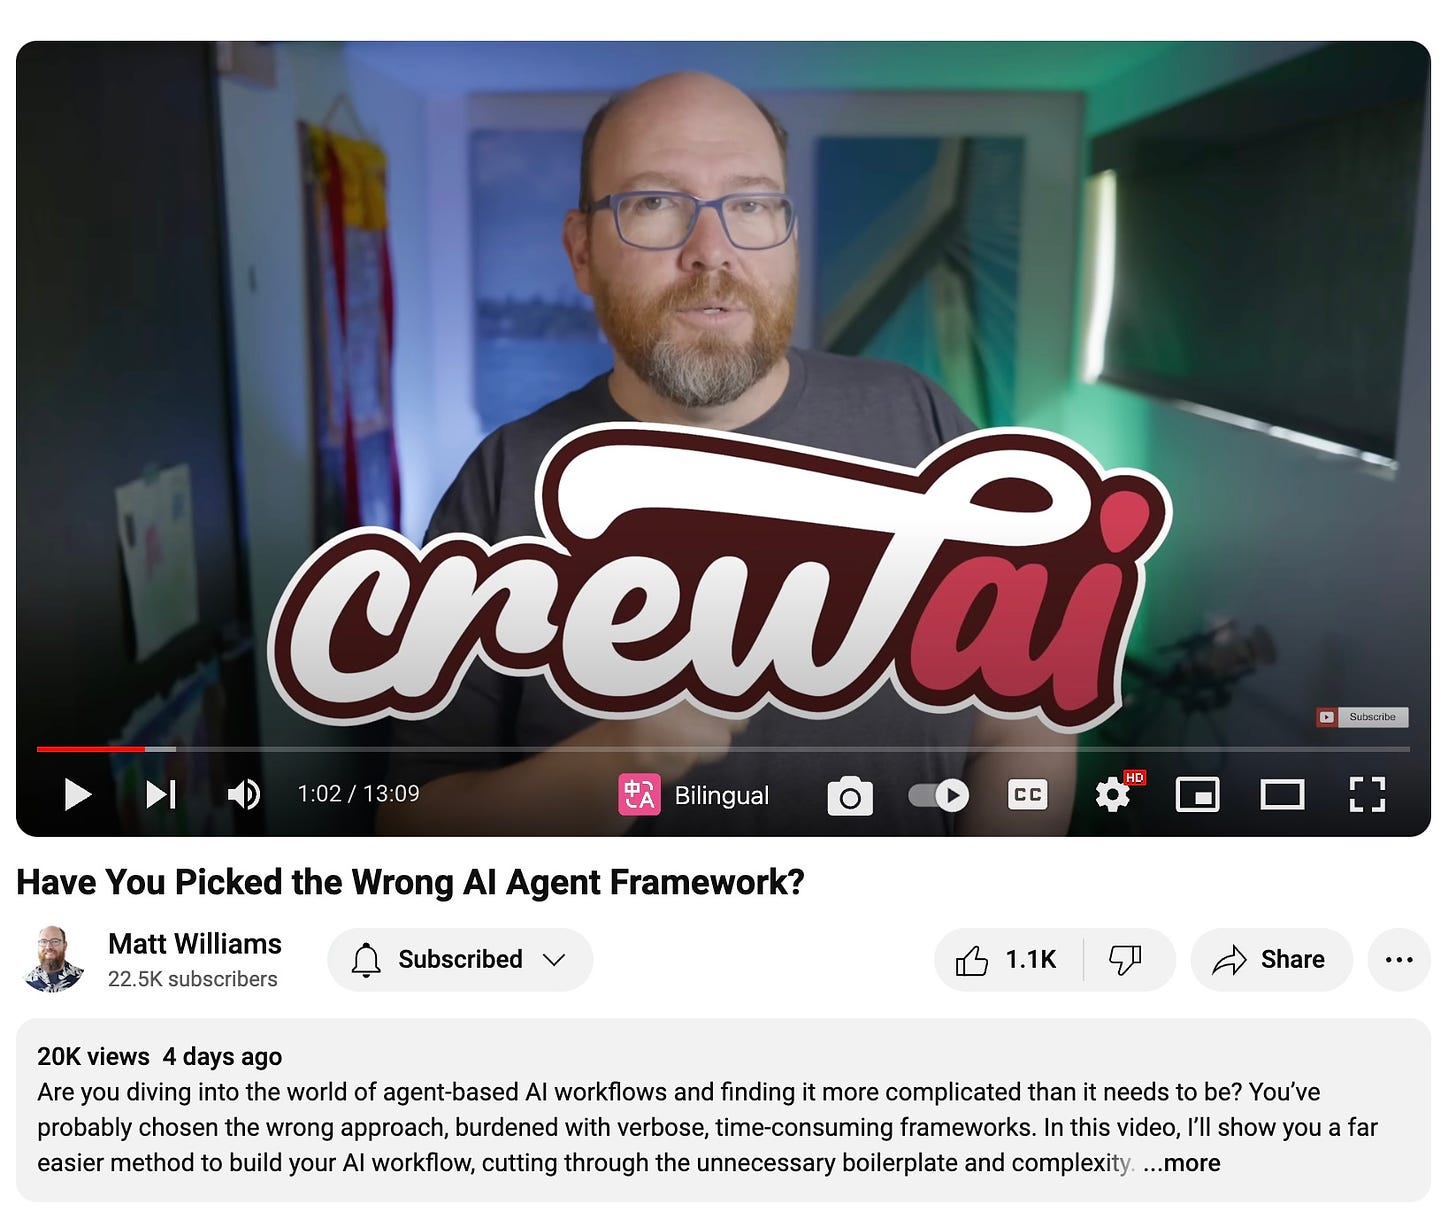 crewai
Subscribe
1:02 / 13:09
中A
Bilingual
CC
HD
Have You Picked the Wrong AI Agent Framework?
Matt Williams
22.5K subscribers
Subscribed
1.1K
Share
20K views 4 days ago
Are you diving into the world of agent-based AI workflows and finding it more complicated than it needs to be? You’ve
probably chosen the wrong approach, burdened with verbose, time-consuming frameworks. In this video, I’ll show you a far
easier method to build your AI workflow, cutting through the unnecessary boilerplate and complexity. ...more